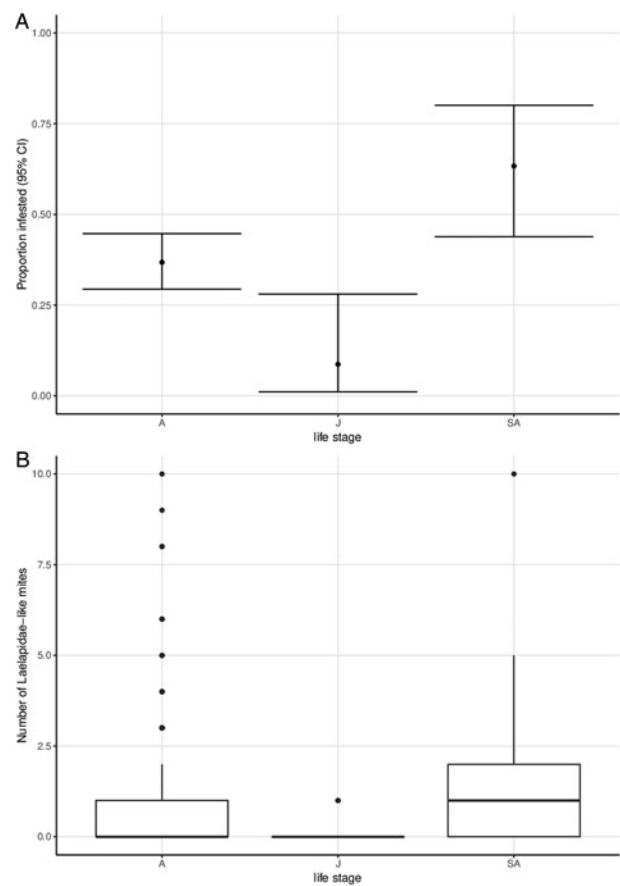 A
Proportion infested (95% CI)
1.00
0.75
0.50
0.25
0.00
A J SA
life stage
B
Number of Laelapidae-like mites
10.0
7.5
5.0
2.5
0.0
A J SA
life stage